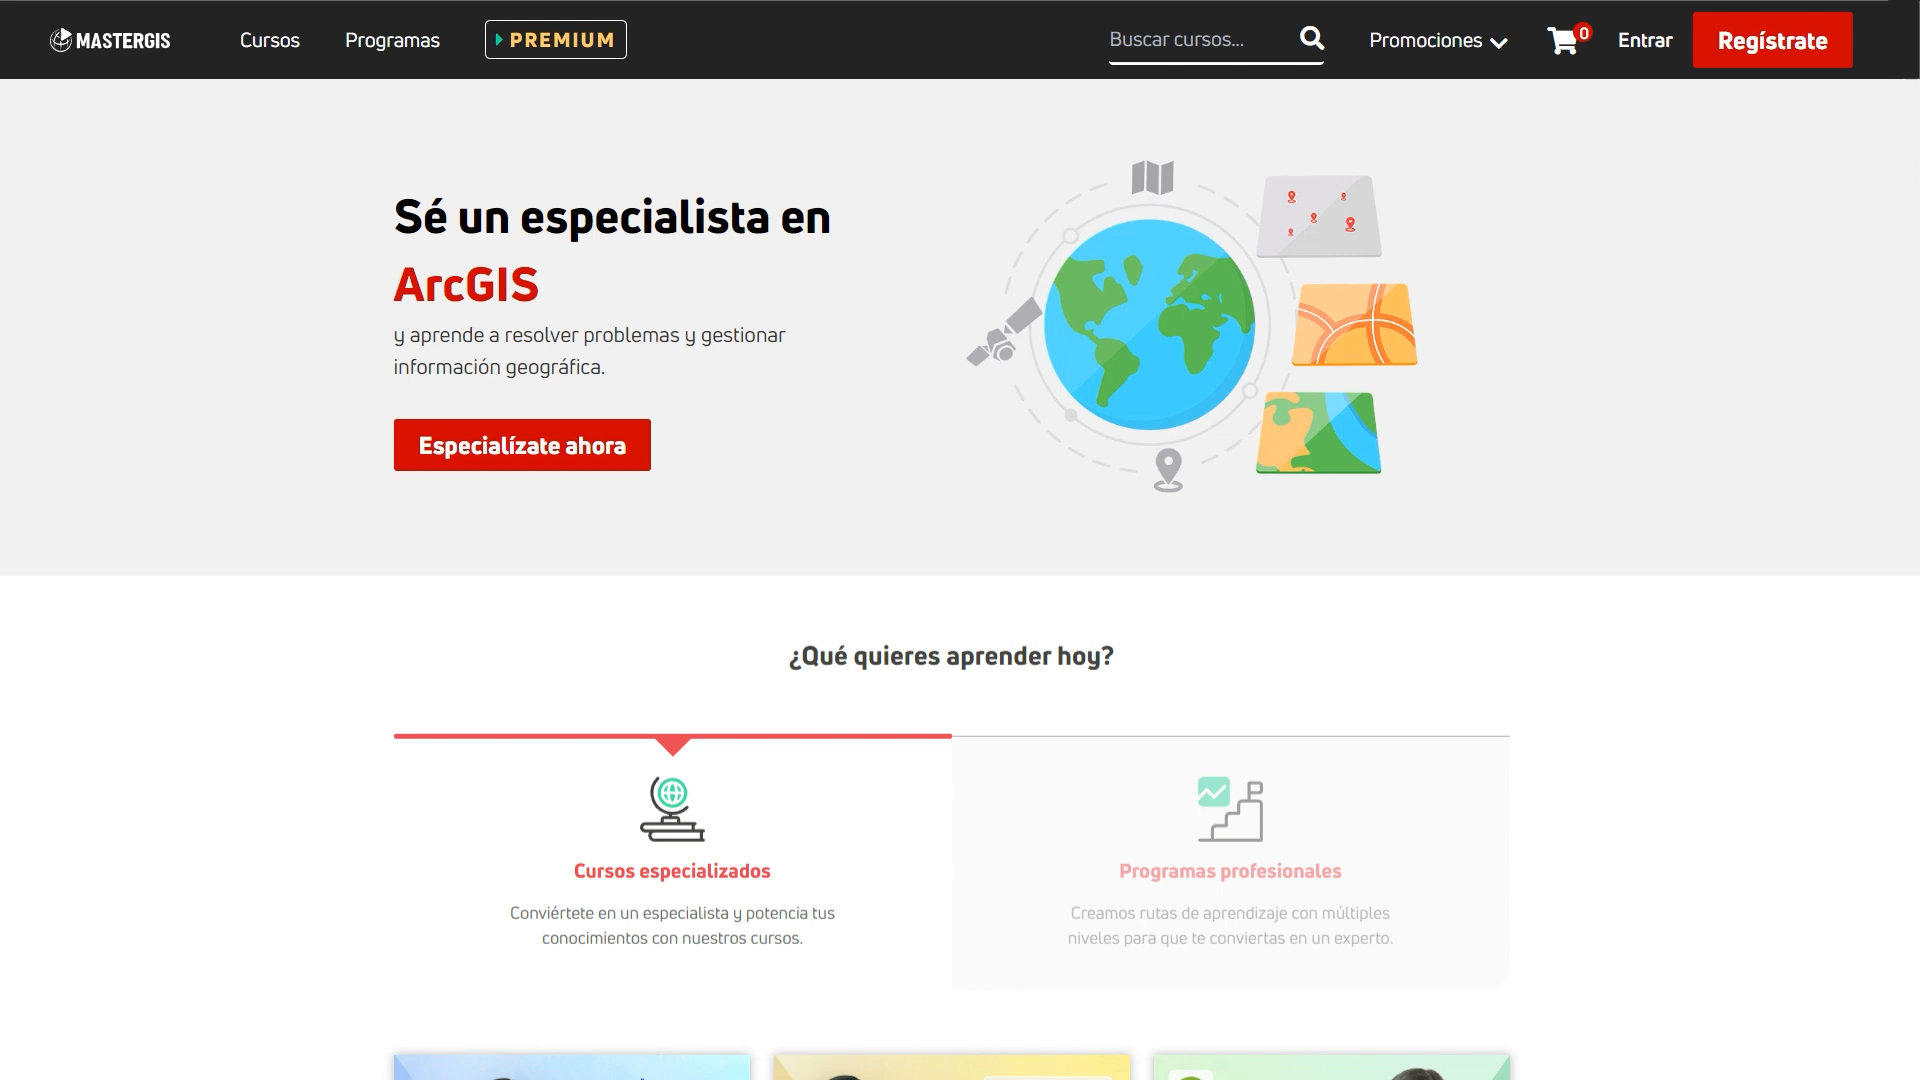 MASTERGIS
Cursos
Programas
PREMIUM
Buscar cursos...
Promociones
0
Entrar
Regístrate
Sé un especialista en
ArcGIS
y aprende a resolver problemas y gestionar
información geográfica.
Especialízate ahora
¿Qué quieres aprender hoy?
Cursos especializados
Conviértete en un especialista y potencia tus
conocimientos con nuestros cursos.
Programas profesionales
Creamos rutas de aprendizaje con múltiples
niveles para que te conviertas en un experto.